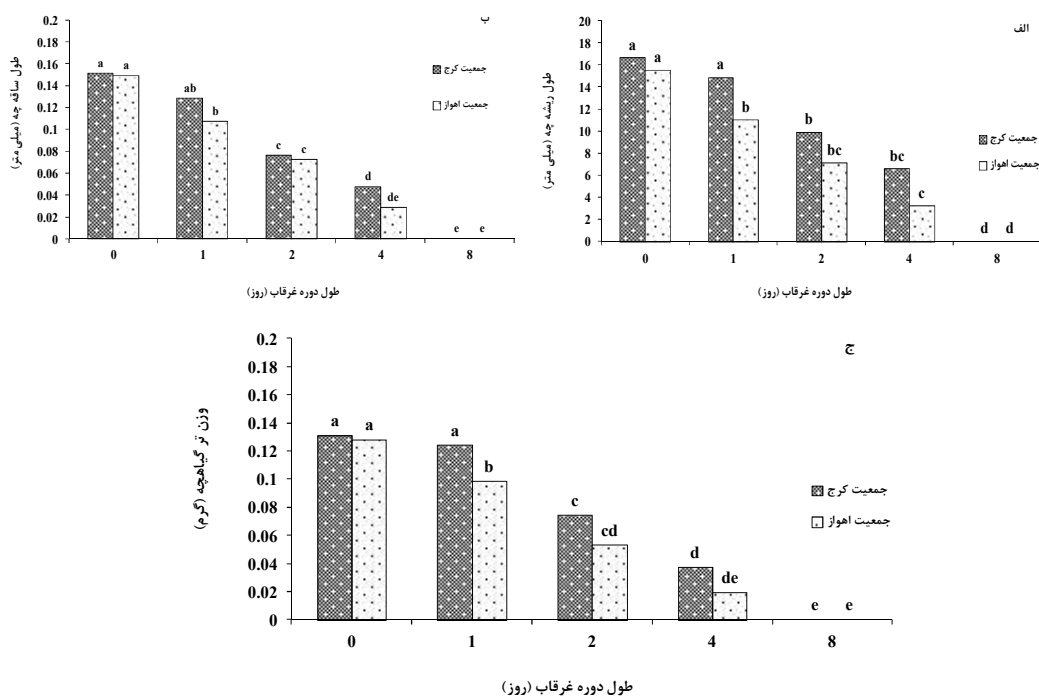 الف
طول ریشه چه (میلی متر)
20
18
16
14
12
10
8
6
4
2
0
a a a b b bc bc c d d
0 1 2 4 8
طول دوره غرقاب (روز)
جمعیت کرج
جمعیت اهواز
ب
طول ساقه چه (میلی متر)
0.2
0.18
0.16
0.14
0.12
0.1
0.08
0.06
0.04
0.02
0
a a ab b c c d de e e
0 1 2 4 8
طول دوره غرقاب (روز)
جمعیت کرج
جمعیت اهواز
ج
وزن تر گیاهچه (گرم)
0.2
0.18
0.16
0.14
0.12
0.1
0.08
0.06
0.04
0.02
0
a a a b c cd d de e e
0 1 2 4 8
طول دوره غرقاب (روز)
جمعیت کرج
جمعیت اهواز